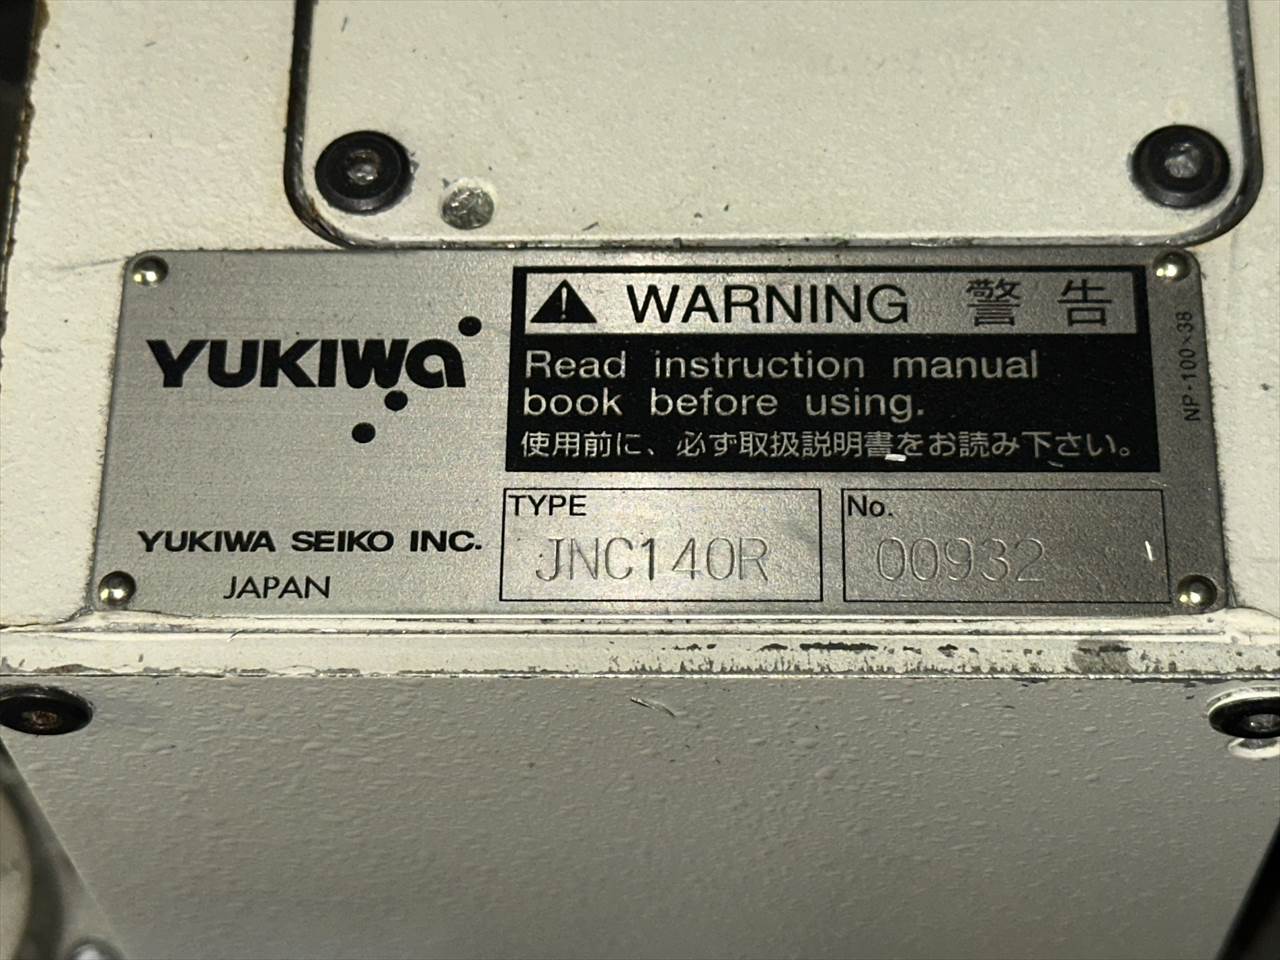 YUKIWA
WARNING 警告
Read instruction manual
book before using.
使用前に、必ず取扱説明書をお読み下さい。
NP-100×38
YUKIWA SEIKO INC.
JAPAN
TYPE
JNC140R
No.
00932